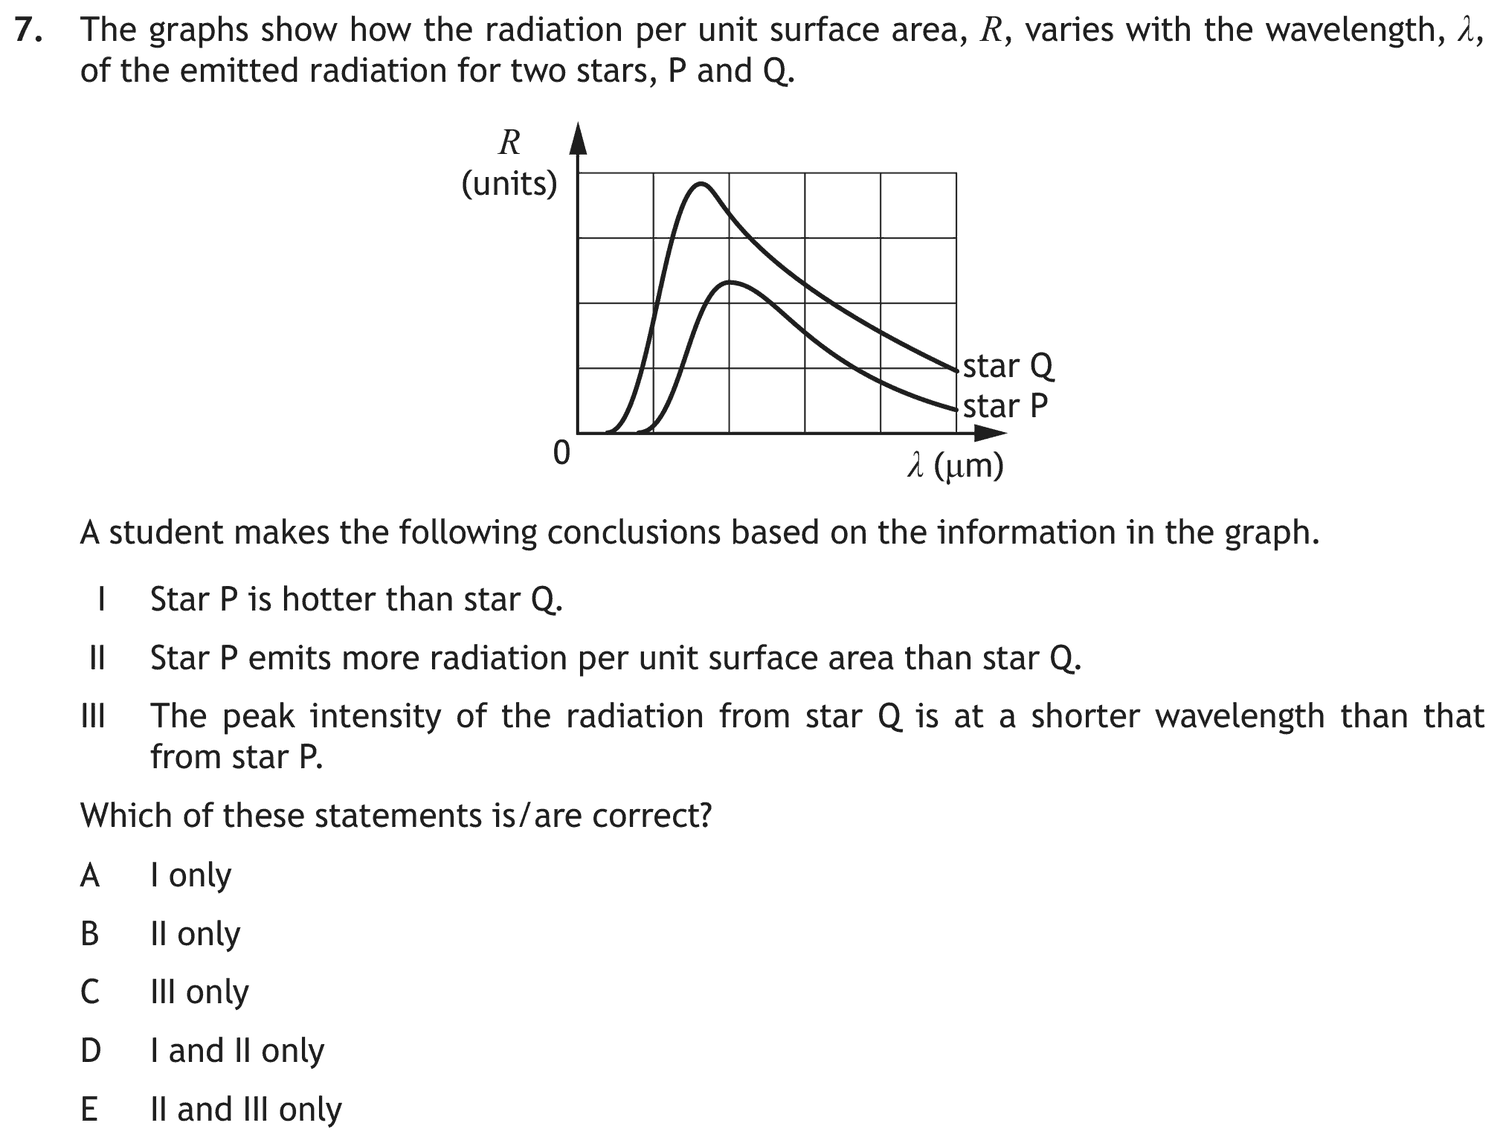 7. The graphs show how the radiation per unit surface area, R, varies with the wavelength, λ,
of the emitted radiation for two stars, P and Q.
R
(units)
star Q
star P
0
λ (μm)
A student makes the following conclusions based on the information in the graph.
I Star P is hotter than star Q.
II Star P emits more radiation per unit surface area than star Q.
III The peak intensity of the radiation from star Q is at a shorter wavelength than that
from star P.
Which of these statements is/are correct?
A I only
B II only
C III only
D I and II only
E II and III only